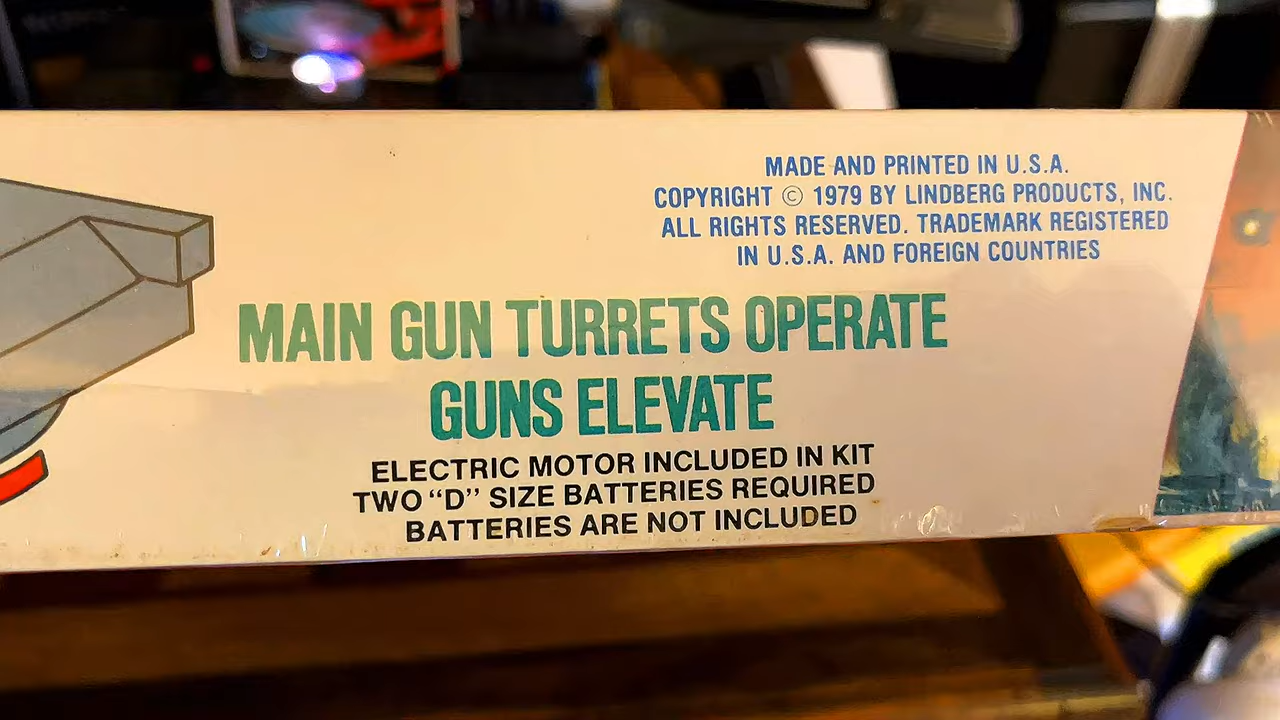 MADE AND PRINTED IN U.S.A.
COPYRIGHT © 1979 BY LINDBERG PRODUCTS, INC.
ALL RIGHTS RESERVED. TRADEMARK REGISTERED
IN U.S.A. AND FOREIGN COUNTRIES
MAIN GUN TURRETS OPERATE
GUNS ELEVATE
ELECTRIC MOTOR INCLUDED IN KIT
TWO “D” SIZE BATTERIES REQUIRED
BATTERIES ARE NOT INCLUDED